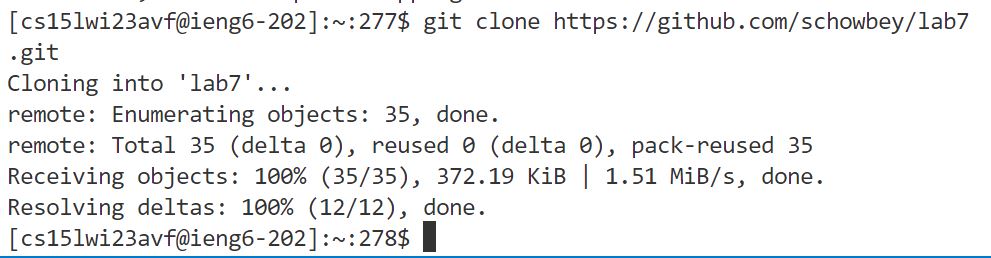 [cs15lwi23avf@ieng6-202]:~:277$ git clone https://github.com/schowbey/lab7
.git
Cloning into 'lab7'...
remote: Enumerating objects: 35, done.
remote: Total 35 (delta 0), reused 0 (delta 0), pack-reused 35
Receiving objects: 100% (35/35), 372.19 KiB | 1.51 MiB/s, done.
Resolving deltas: 100% (12/12), done.
[cs15lwi23avf@ieng6-202]:~:278$